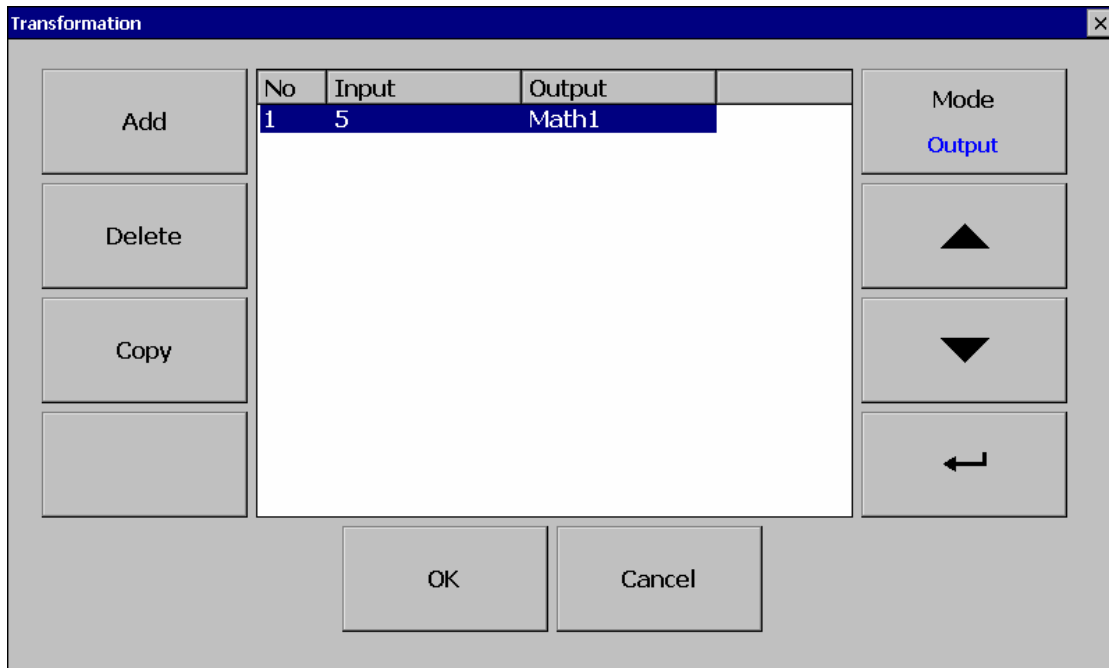 Transformation
Add
Delete
Copy
No Input Output
1 5 Math1
Mode
Output
OK Cancel